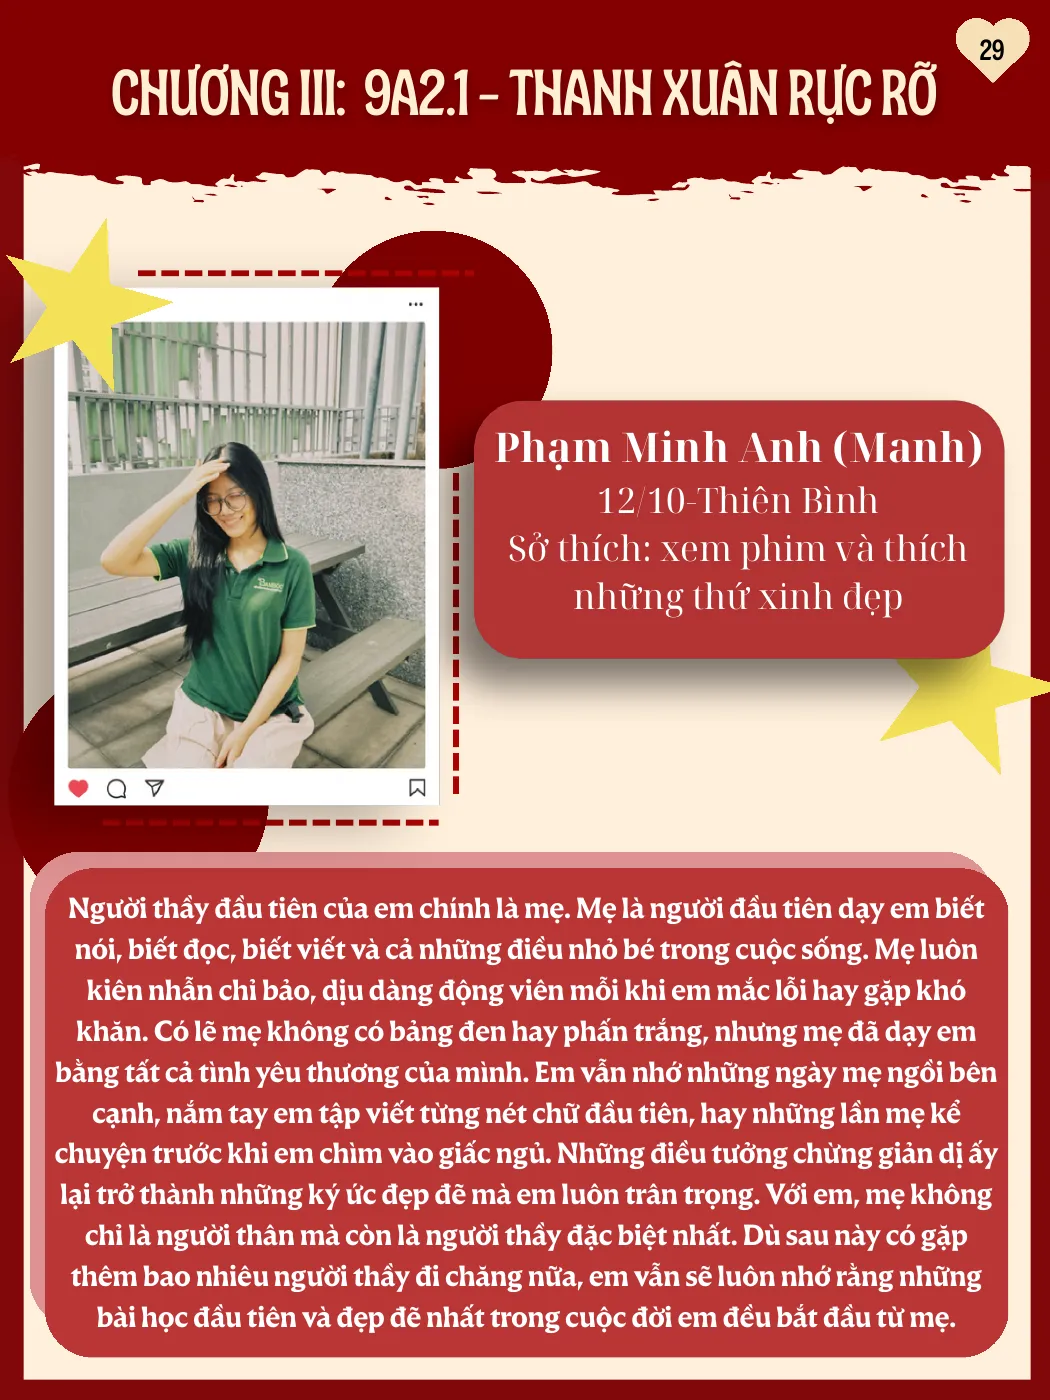 29
CHƯƠNG III: 9A2.1 - THANH XUÂN RỰC RỠ
Phạm Minh Anh (Manh)
12/10-Thiên Bình
Sở thích: xem phim và thích
những thứ xinh đẹp
Người thầy đầu tiên của em chính là mẹ. Mẹ là người đầu tiên dạy em biết
nói, biết đọc, biết viết và cả những điều nhỏ bé trong cuộc sống. Mẹ luôn
kiên nhẫn chỉ bảo, dịu dàng động viên mỗi khi em mắc lỗi hay gặp khó
khăn. Có lẽ mẹ không có bảng đen hay phấn trắng, nhưng mẹ đã dạy em
bằng tất cả tình yêu thương của mình. Em vẫn nhớ những ngày mẹ ngồi bên
cạnh, nắm tay em tập viết từng nét chữ đầu tiên, hay những lần mẹ kể
chuyện trước khi em chìm vào giấc ngủ. Những điều tưởng chừng giản dị ấy
lại trở thành những ký ức đẹp đẽ mà em luôn trân trọng. Với em, mẹ không
chỉ là người thân mà còn là người thầy đặc biệt nhất. Dù sau này có gặp
thêm bao nhiêu người thầy đi chăng nữa, em vẫn sẽ luôn nhớ rằng những
bài học đầu tiên và đẹp đẽ nhất trong cuộc đời em đều bắt đầu từ mẹ.